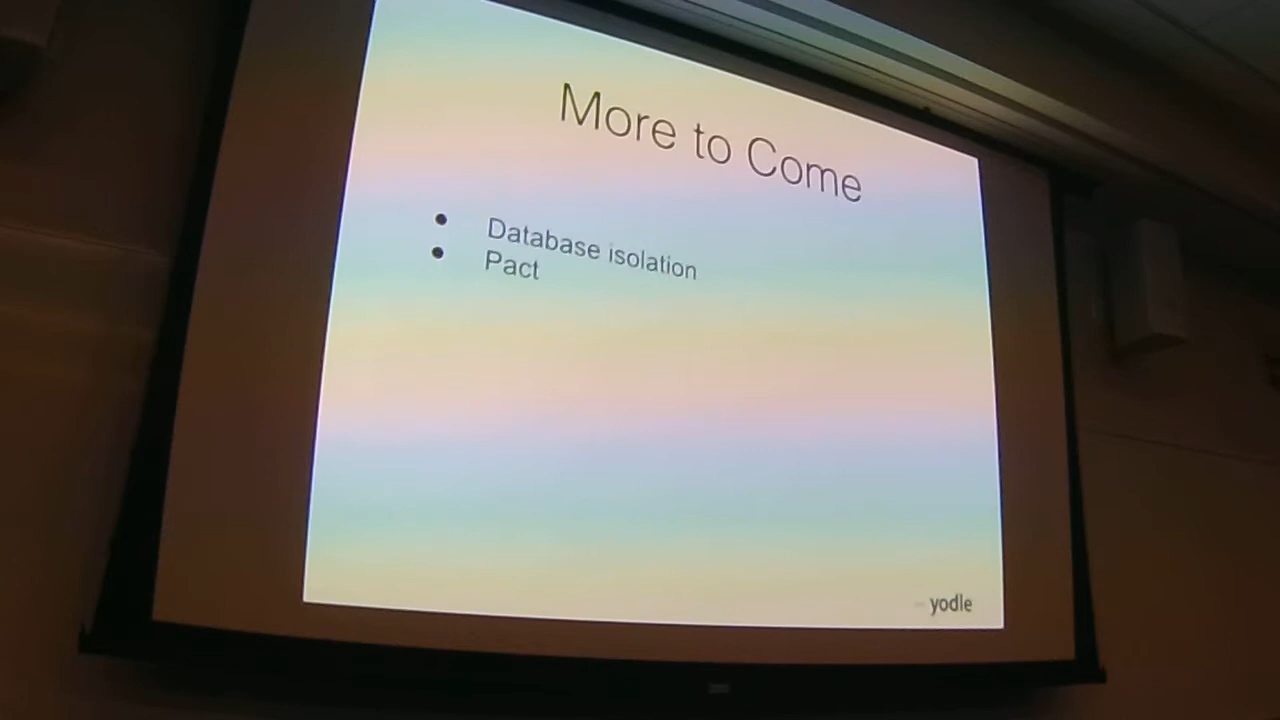 More to Come
● Database isolation
● Pact
yodle